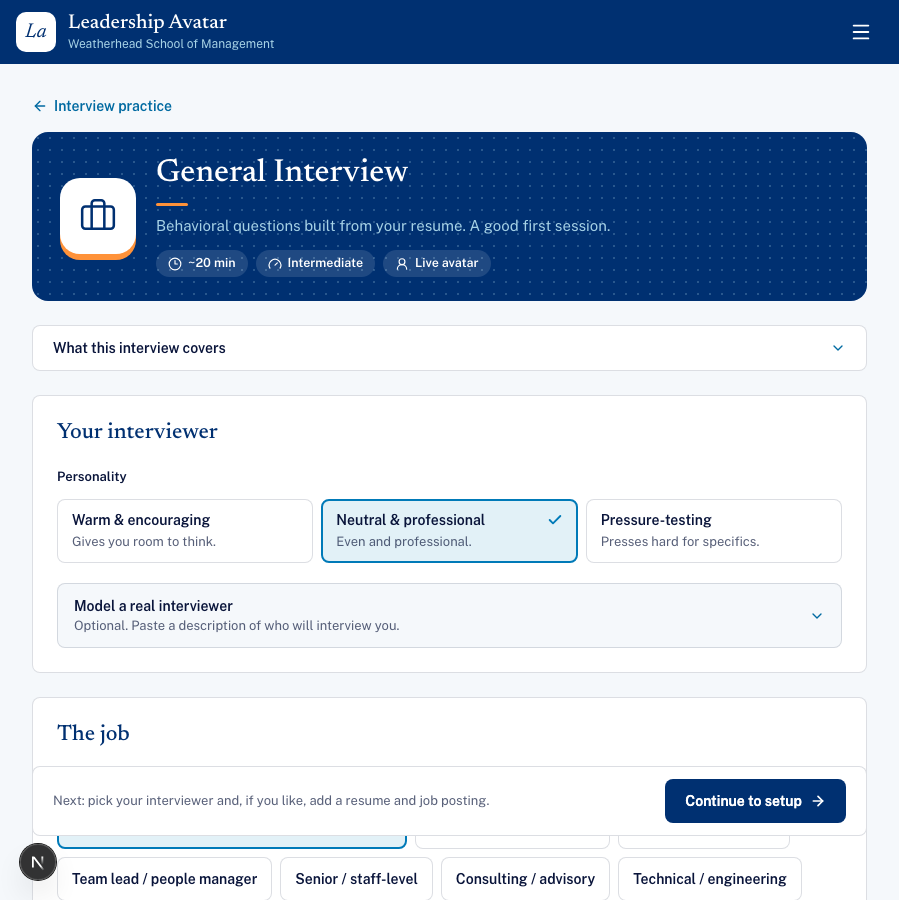 La
Leadership Avatar
Weatherhead School of Management
Interview practice
General Interview
Behavioral questions built from your resume. A good first session.
~20 min
Intermediate
Live avatar
What this interview covers
Your interviewer
Personality
Warm & encouraging
Gives you room to think.
Neutral & professional
Even and professional.
Pressure-testing
Presses hard for specifics.
Model a real interviewer
Optional. Paste a description of who will interview you.
The job
Next: pick your interviewer and, if you like, add a resume and job posting.
Continue to setup
N
Team lead / people manager
Senior / staff-level
Consulting / advisory
Technical / engineering